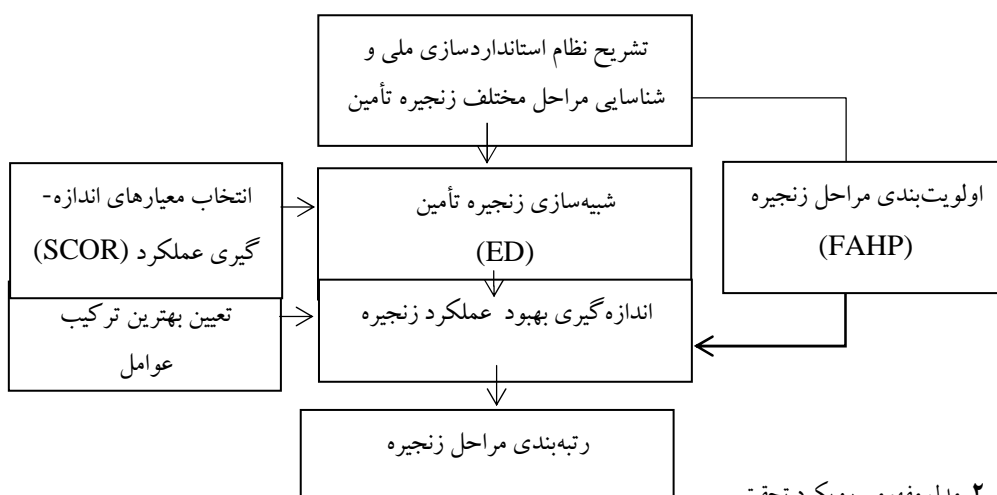 تشریح نظام استانداردسازی ملی و
شناسایی مراحل مختلف زنجیره تأمین
اولویت‌بندی مراحل زنجیره
(FAHP)
شبیه‌سازی زنجیره تأمین
(ED)
انتخاب معیارهای اندازه-
گیری عملکرد (SCOR)
اندازه‌گیری بهبود عملکرد زنجیره
تعیین بهترین ترکیب
عوامل
رتبه‌بندی مراحل زنجیره
۲